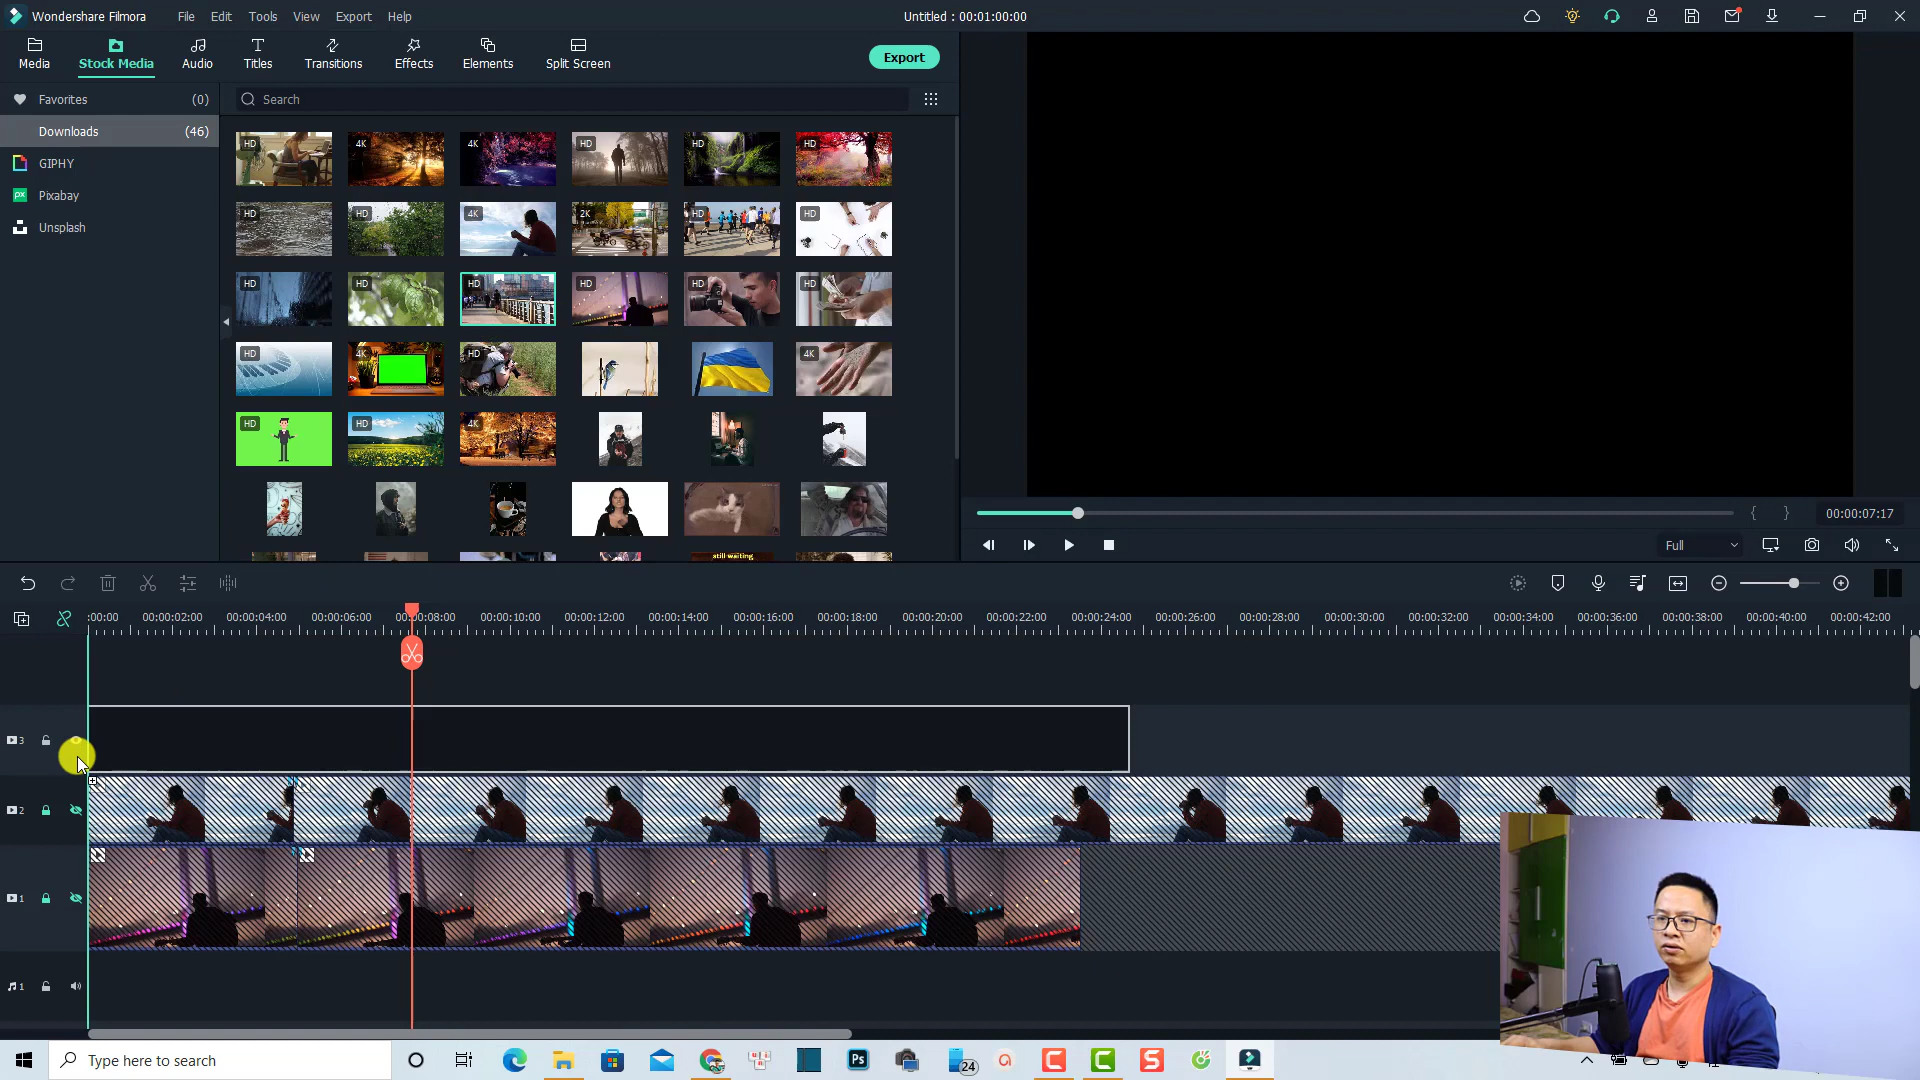 Wondershare Filmora File Edit Tools View Export Help Untitled : 00:01:00:00
Media Stock Media Audio Titles Transitions Effects Elements Split Screen Export
Favorites (0)
Search
Downloads (46)
GIPHY
px Pixabay
Unsplash
HD 4K 4K HD HD HD
HD HD 4K 2K HD HD
HD HD HD HD HD HD
HD 4K HD 4K
HD HD 4K
still waiting
{ } 00:00:07:17
Full
:00:00 00:00:02:00 00:00:04:00 00:00:06:00 00:00:08:00 00:00:10:00 00:00:12:00 00:00:14:00 00:00:16:00 00:00:18:00 00:00:20:00 00:00:22:00 00:00:24:00 00:00:26:00 00:00:28:00 00:00:30:00 00:00:32:00 00:00:34:00 00:00:36:00 00:00:38:00 00:00:40:00 00:00:42:00
3
2
1
1
Type here to search
Ps
24